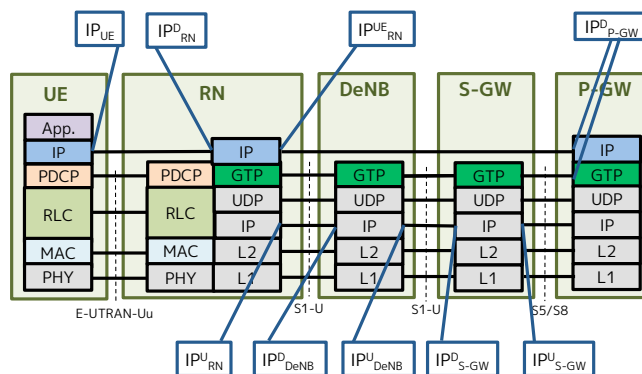 IP_UE IP^D_RN IP^UE_RN IP^D_P-GW
UE RN DeNB S-GW P-GW
App.
IP IP IP
PDCP PDCP GTP GTP GTP GTP
RLC RLC UDP UDP UDP UDP
IP IP IP IP
MAC MAC L2 L2 L2 L2
PHY PHY L1 L1 L1 L1
E-UTRAN-Uu S1-U S1-U S5/S8
IP^U_RN IP^D_DeNB IP^U_DeNB IP^D_S-GW IP^U_S-GW